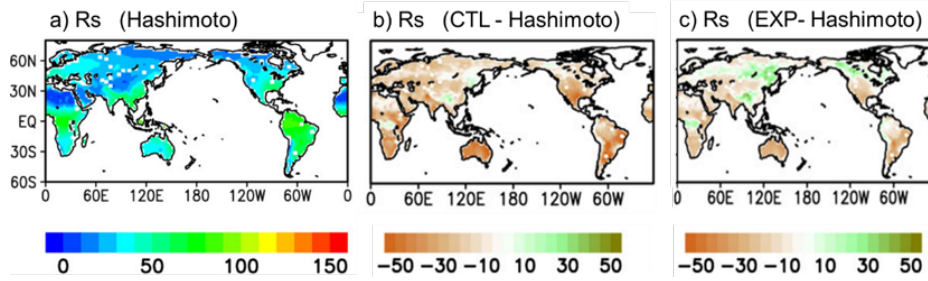 a) Rs (Hashimoto)
b) Rs (CTL - Hashimoto)
c) Rs (EXP- Hashimoto)
60N
30N
EQ
30S
60S
0 60E 120E 180 120W 60W 0
0 60E 120E 180 120W 60W
0 60E 120E 180 120W 60W
0 50 100 150
-50 -30 -10 10 30 50
-50 -30 -10 10 30 50